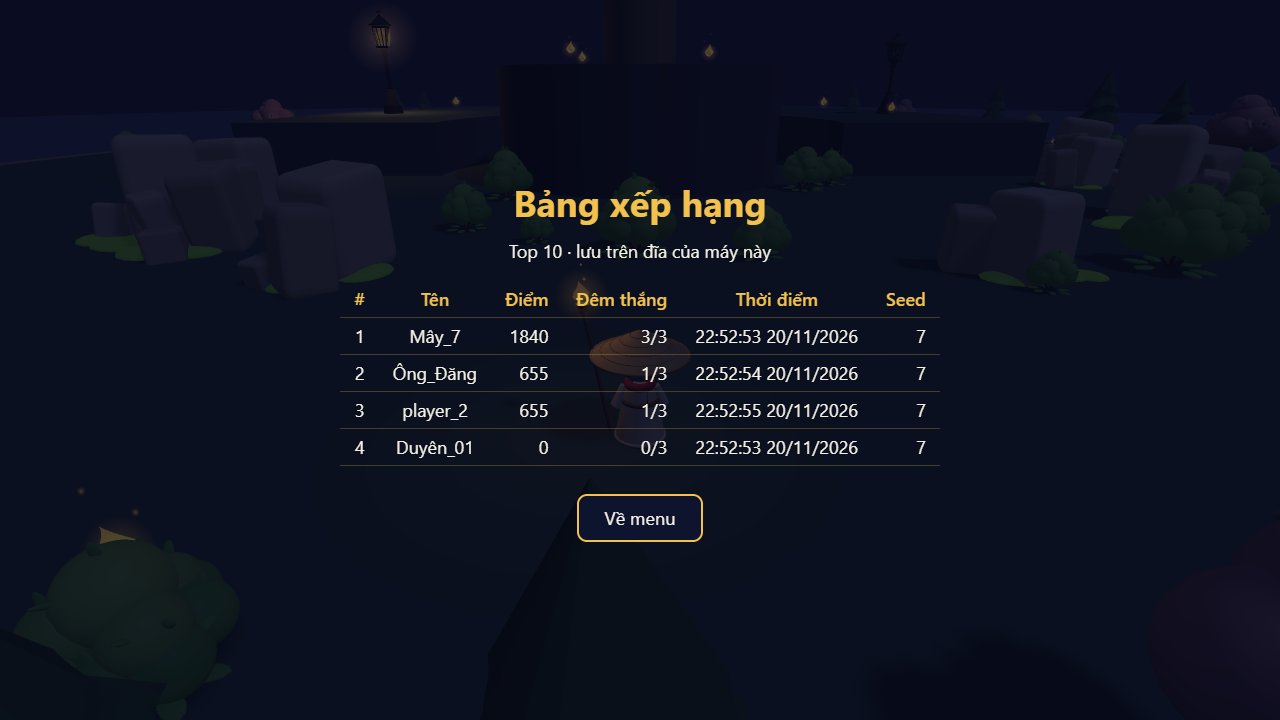 Bảng xếp hạng
Top 10 · lưu trên đĩa của máy này
# Tên Điểm Đêm thắng Thời điểm Seed
1 Mây_7 1840 3/3 22:52:53 20/11/2026 7
2 Ông_Đăng 655 1/3 22:52:54 20/11/2026 7
3 player_2 655 1/3 22:52:55 20/11/2026 7
4 Duyên_01 0 0/3 22:52:53 20/11/2026 7
Về menu